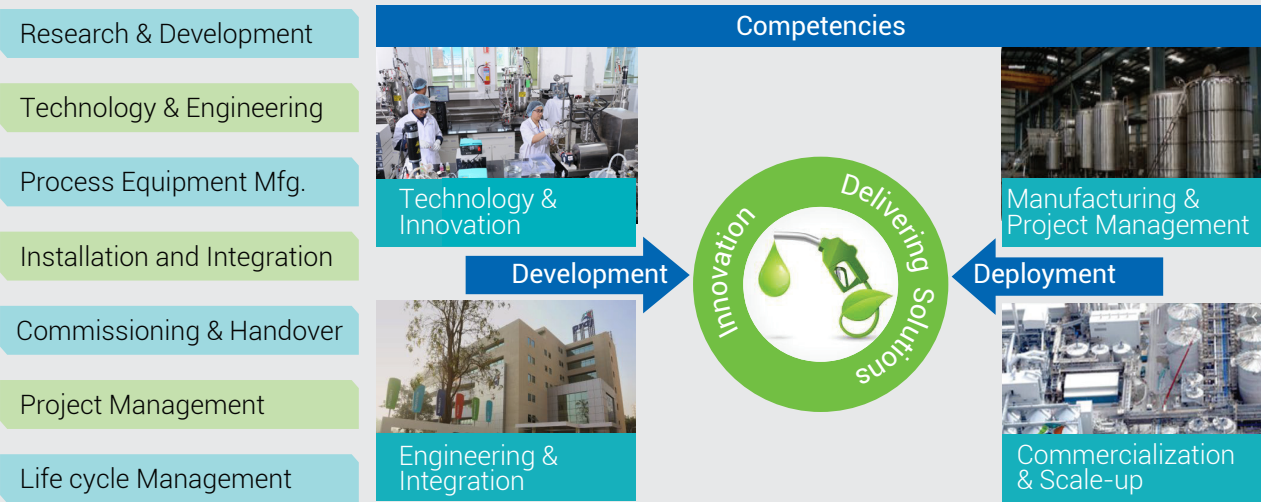 Research & Development
Technology & Engineering
Process Equipment Mfg.
Installation and Integration
Commissioning & Handover
Project Management
Life cycle Management
Competencies
Technology &
Innovation
Manufacturing &
Project Management
Development
Innovation
Delivering Solutions
Deployment
Engineering &
Integration
Commercialization
& Scale-up